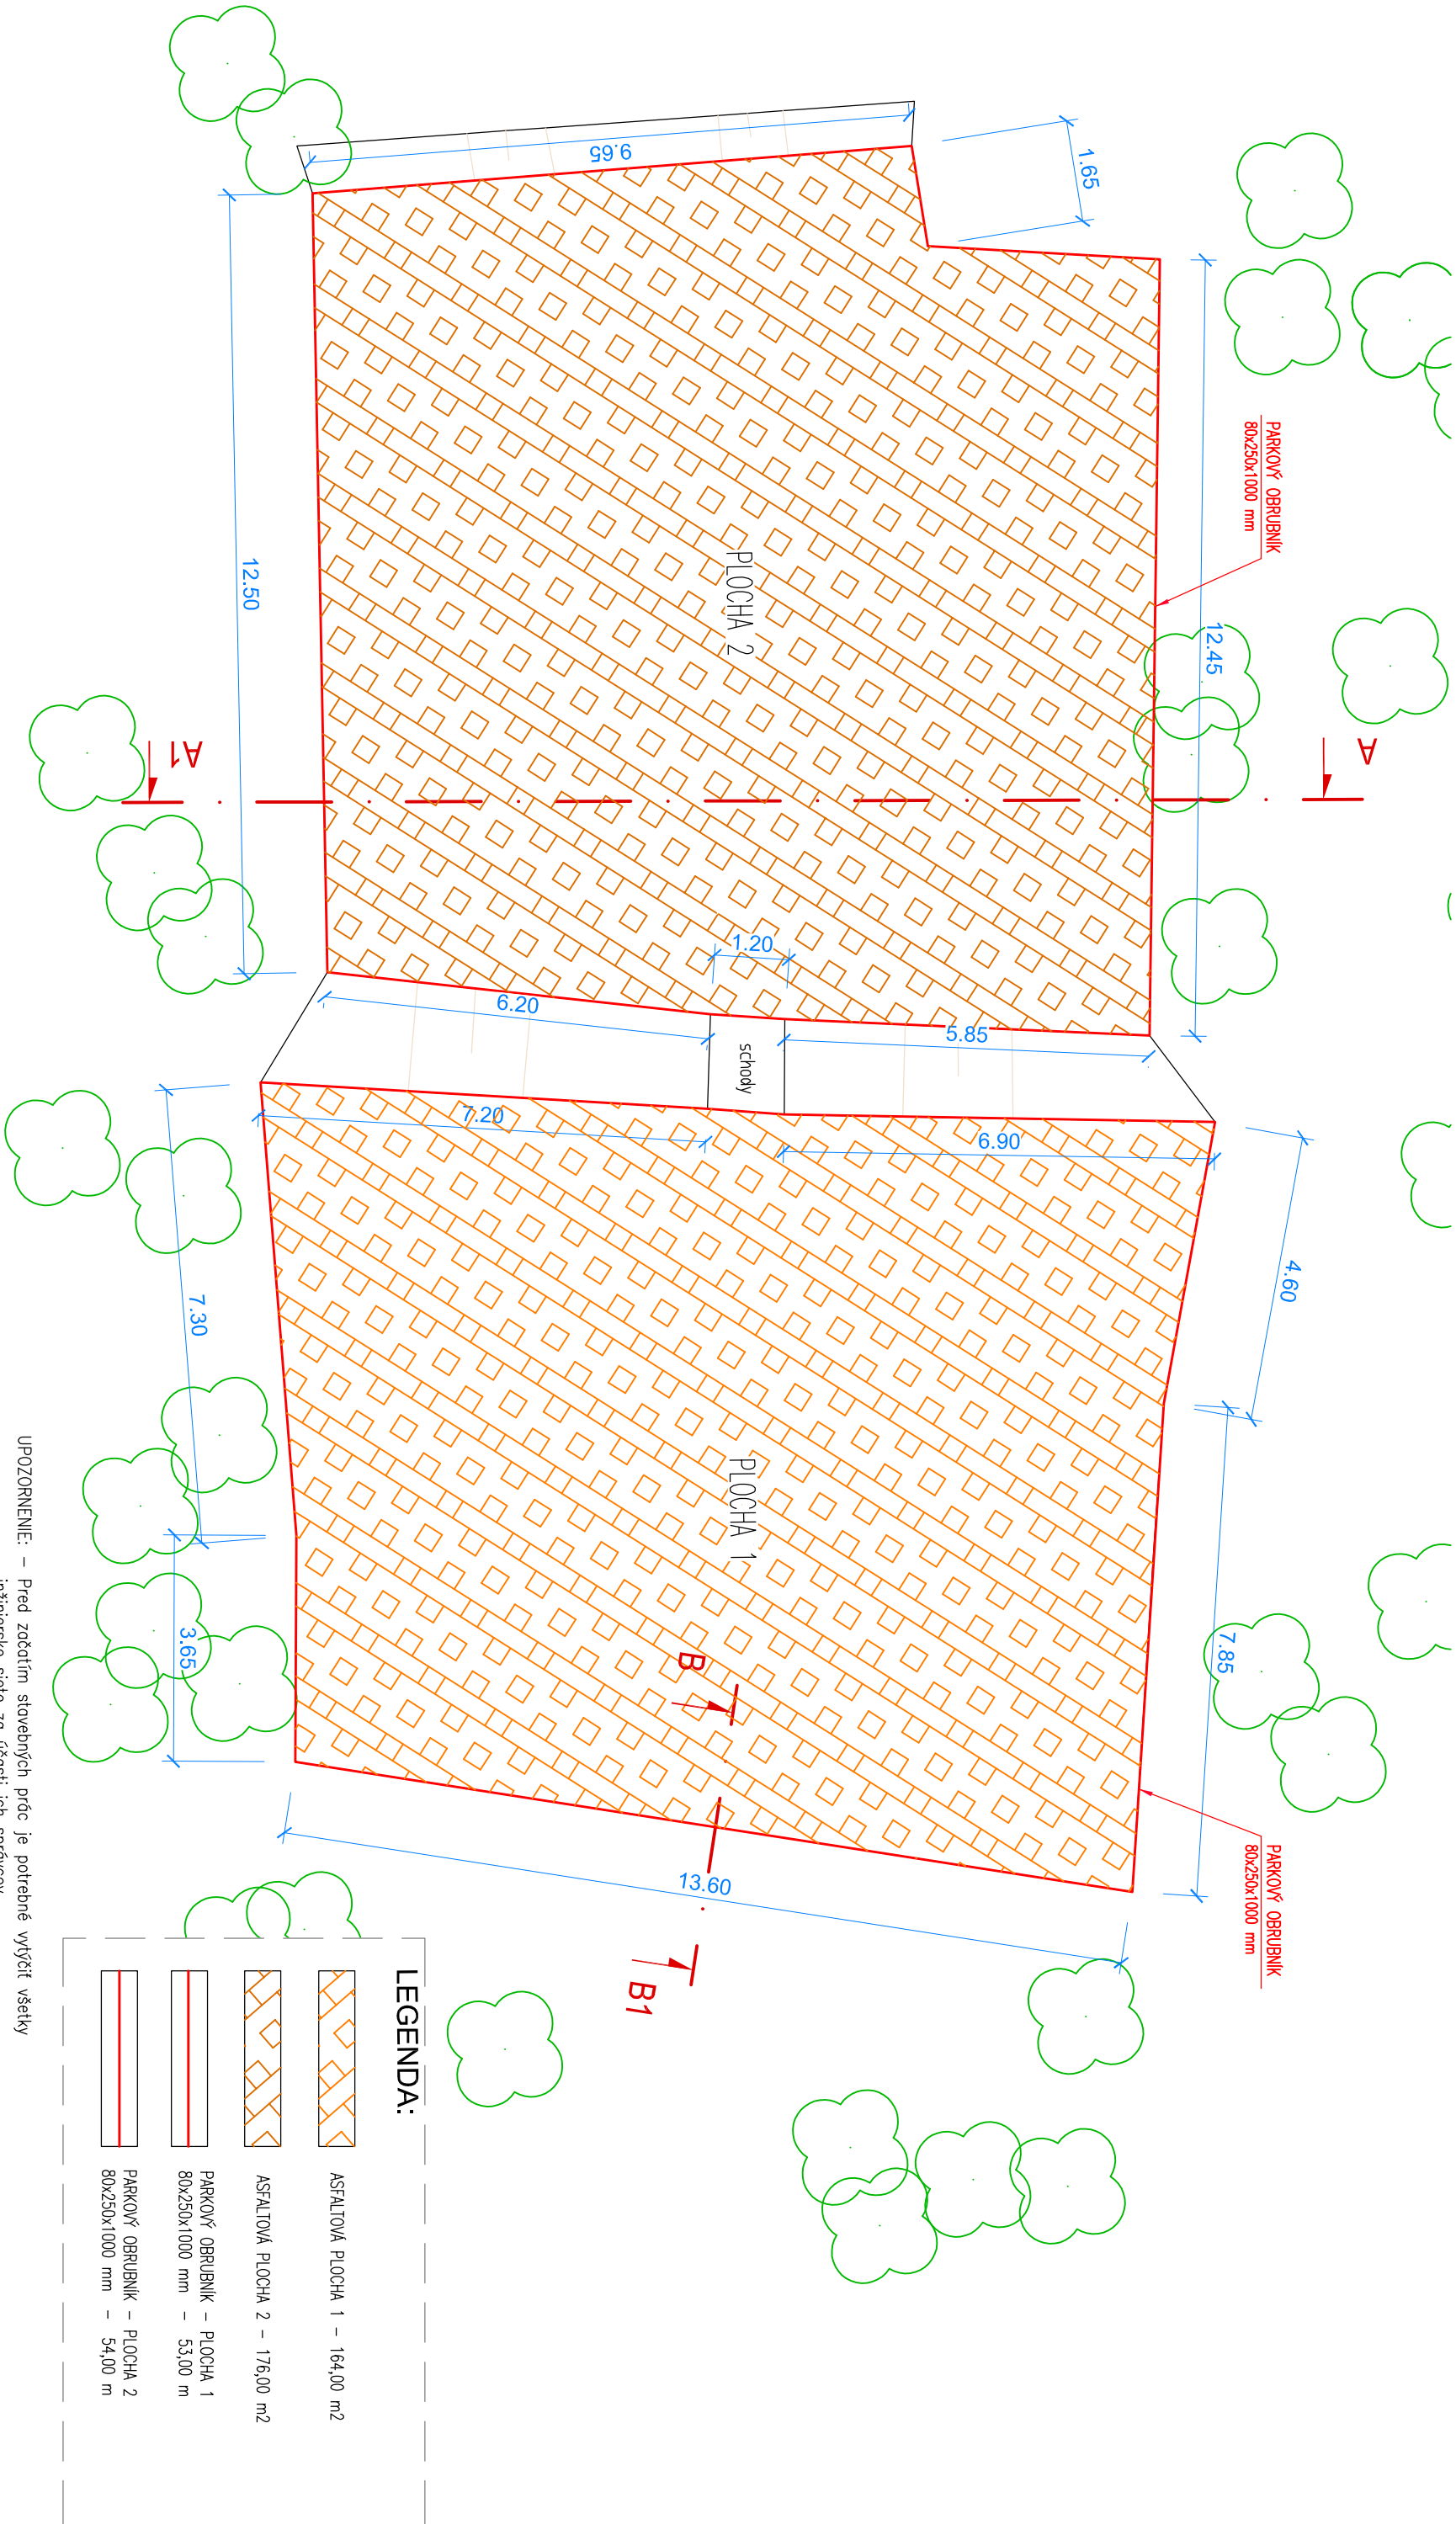 PARKOVÝ OBRUBNÍK
80x250x1000 mm
PARKOVÝ OBRUBNÍK
80x250x1000 mm
A
A1
B
B1
1.65
9.65
12.45
12.50
PLOCHA 2
1.20
6.20
5.85
schody
7.20
6.90
4.60
7.30
7.85
3.65
13.60
PLOCHA 1
LEGENDA:
ASFALTOVÁ PLOCHA 1 – 164,00 m2
ASFALTOVÁ PLOCHA 2 – 176,00 m2
PARKOVÝ OBRUBNÍK – PLOCHA 1
80x250x1000 mm – 53,00 m
PARKOVÝ OBRUBNÍK – PLOCHA 2
80x250x1000 mm – 54,00 m
UPOZORNENIE: – Pred začatím stavebných prác je potrebné vytýčiť všetky